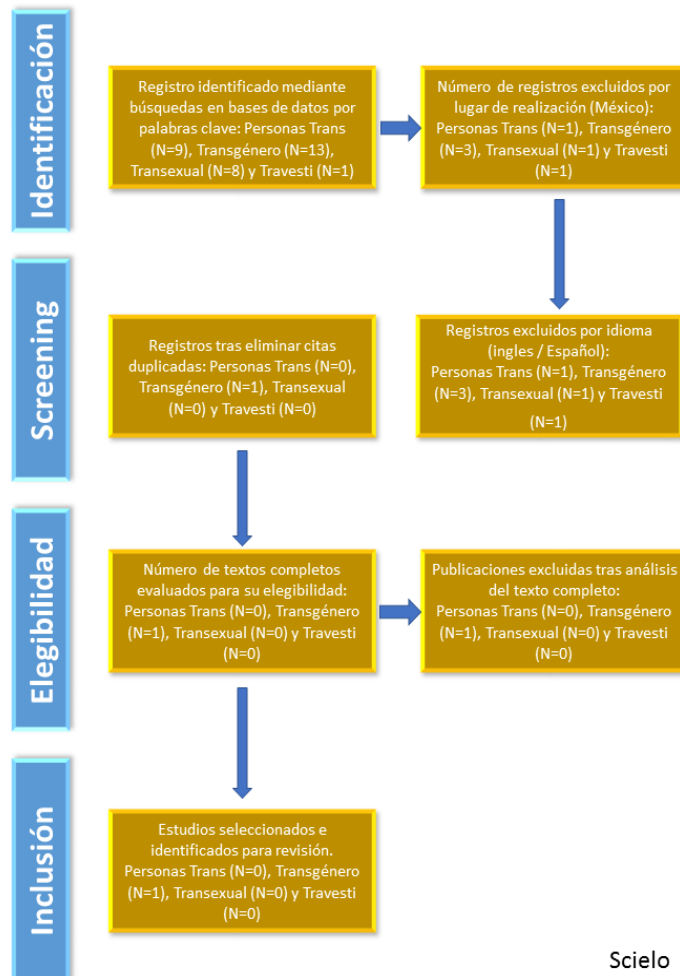 Identificación
Registro identificado mediante
búsquedas en bases de datos por
palabras clave: Personas Trans
(N=9), Transgénero (N=13),
Transexual (N=8) y Travesti (N=1)
Número de registros excluidos por
lugar de realización (México):
Personas Trans (N=1), Transgénero
(N=3), Transexual (N=1) y Travesti
(N=1)
Screening
Registros tras eliminar citas
duplicadas: Personas Trans (N=0),
Transgénero (N=1), Transexual
(N=0) y Travesti (N=0)
Registros excluidos por idioma
(ingles / Español):
Personas Trans (N=1), Transgénero
(N=3), Transexual (N=1) y Travesti
(N=1)
Elegibilidad
Número de textos completos
evaluados para su elegibilidad:
Personas Trans (N=0), Transgénero
(N=1), Transexual (N=0) y Travesti
(N=0)
Publicaciones excluidas tras análisis
del texto completo:
Personas Trans (N=0), Transgénero
(N=1), Transexual (N=0) y Travesti
(N=0)
Inclusión
Estudios seleccionados e
identificados para revisión.
Personas Trans (N=0), Transgénero
(N=1), Transexual (N=0) y Travesti
(N=0)
Scielo